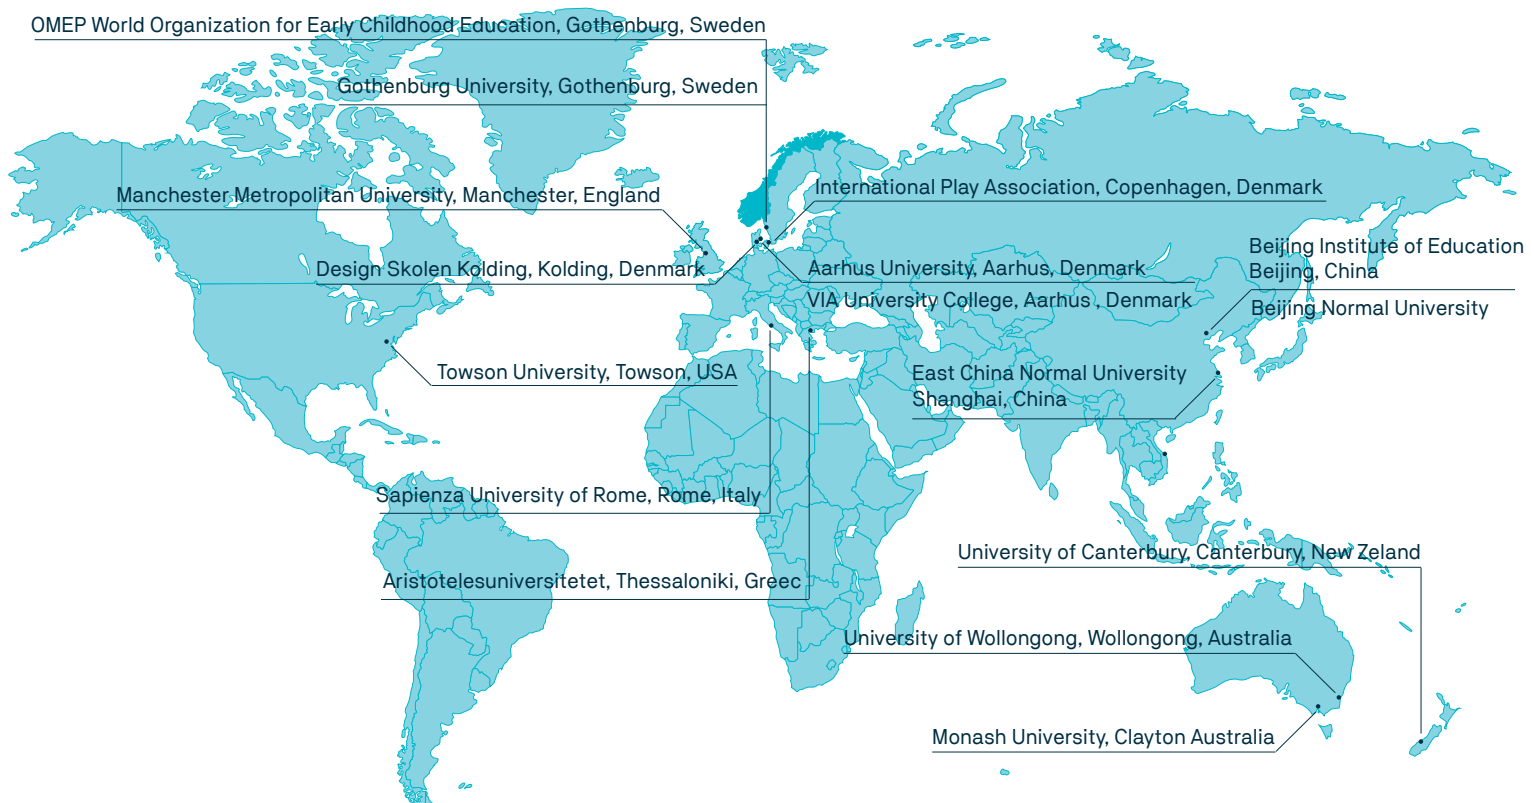 OMEP World Organization for Early Childhood Education, Gothenburg, Sweden
Gothenburg University, Gothenburg, Sweden
Manchester Metropolitan University, Manchester, England
International Play Association, Copenhagen, Denmark
Design Skolen Kolding, Kolding, Denmark
Aarhus University, Aarhus, Denmark
VIA University College, Aarhus , Denmark
Beijing Institute of Education
Beijing, China
Beijing Normal University
Towson University, Towson, USA
East China Normal University
Shanghai, China
Sapienza University of Rome, Rome, Italy
Aristotelesuniversitetet, Thessaloniki, Greec
University of Canterbury, Canterbury, New Zeland
University of Wollongong, Wollongong, Australia
Monash University, Clayton Australia